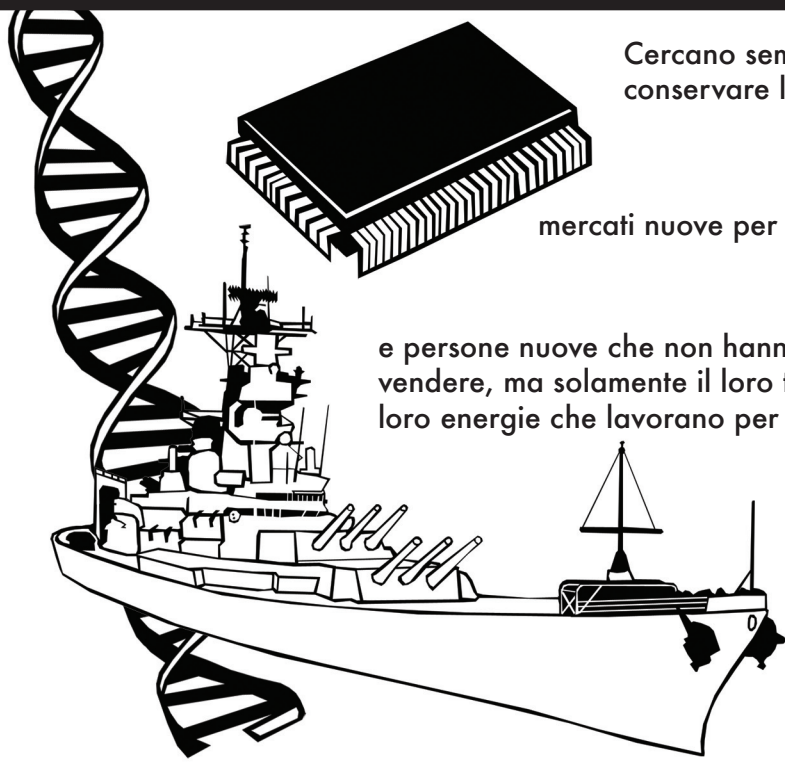 Cercano sem
conservare l
mercati nuove per
e persone nuove che non hann
vendere, ma solamente il loro
loro energie che lavorano per